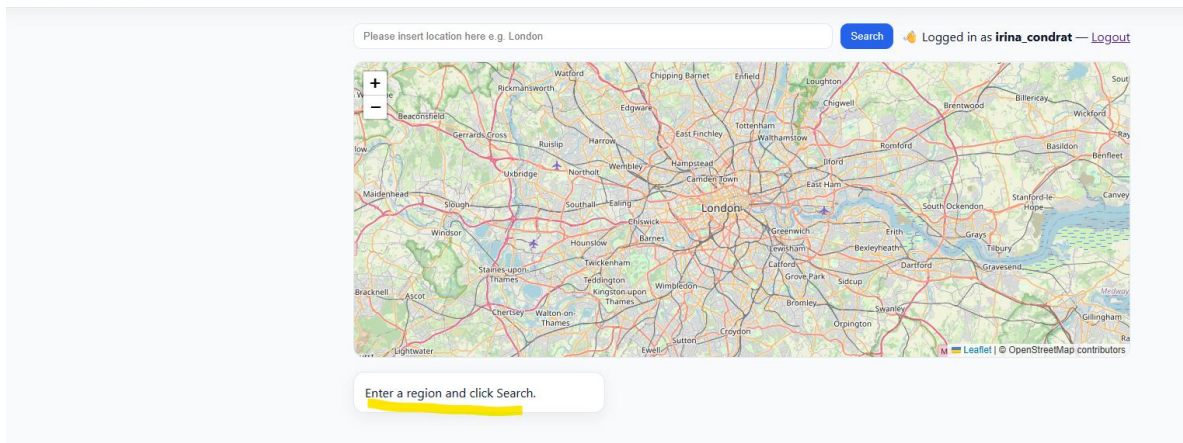 Please insert location here e.g. London
Search
Logged in as irina_condrat — Logout
+
−
Watford
Chipping Barnet
Enfield
Loughton
Rickmansworth
Chigwell
Billericay
Brentwood
Wickford
Beaconsfield
Edgware
Tottenham
Gerrards Cross
East Finchley
Walthamstow
Romford
Basildon
Ruislip
Harrow
Benfleet
Wembley
Hampstead
Ilford
Uxbridge
Northolt
Camden Town
East Ham
Maidenhead
Slough
Southall
Ealing
London
South Ockendon
Stanford-le
Hope
Canvey
Chiswick
Windsor
Hounslow
Barnes
Greenwich
Erith
Grays
Lewisham
Bexleyheath
Tilbury
Staines-upon-
Thames
Twickenham
Catford
Dartford
Gravesend
Teddington
Grove Park
Sidcup
Bracknell
Ascot
Kingston upon
Thames
Wimbledon
Bromley
Swanley
Medway
Chertsey
Walton-on-
Thames
Orpington
Gillingham
Croydon
Sutton
Lightwater
Ewell
Leaflet | © OpenStreetMap contributors
Enter a region and click Search.